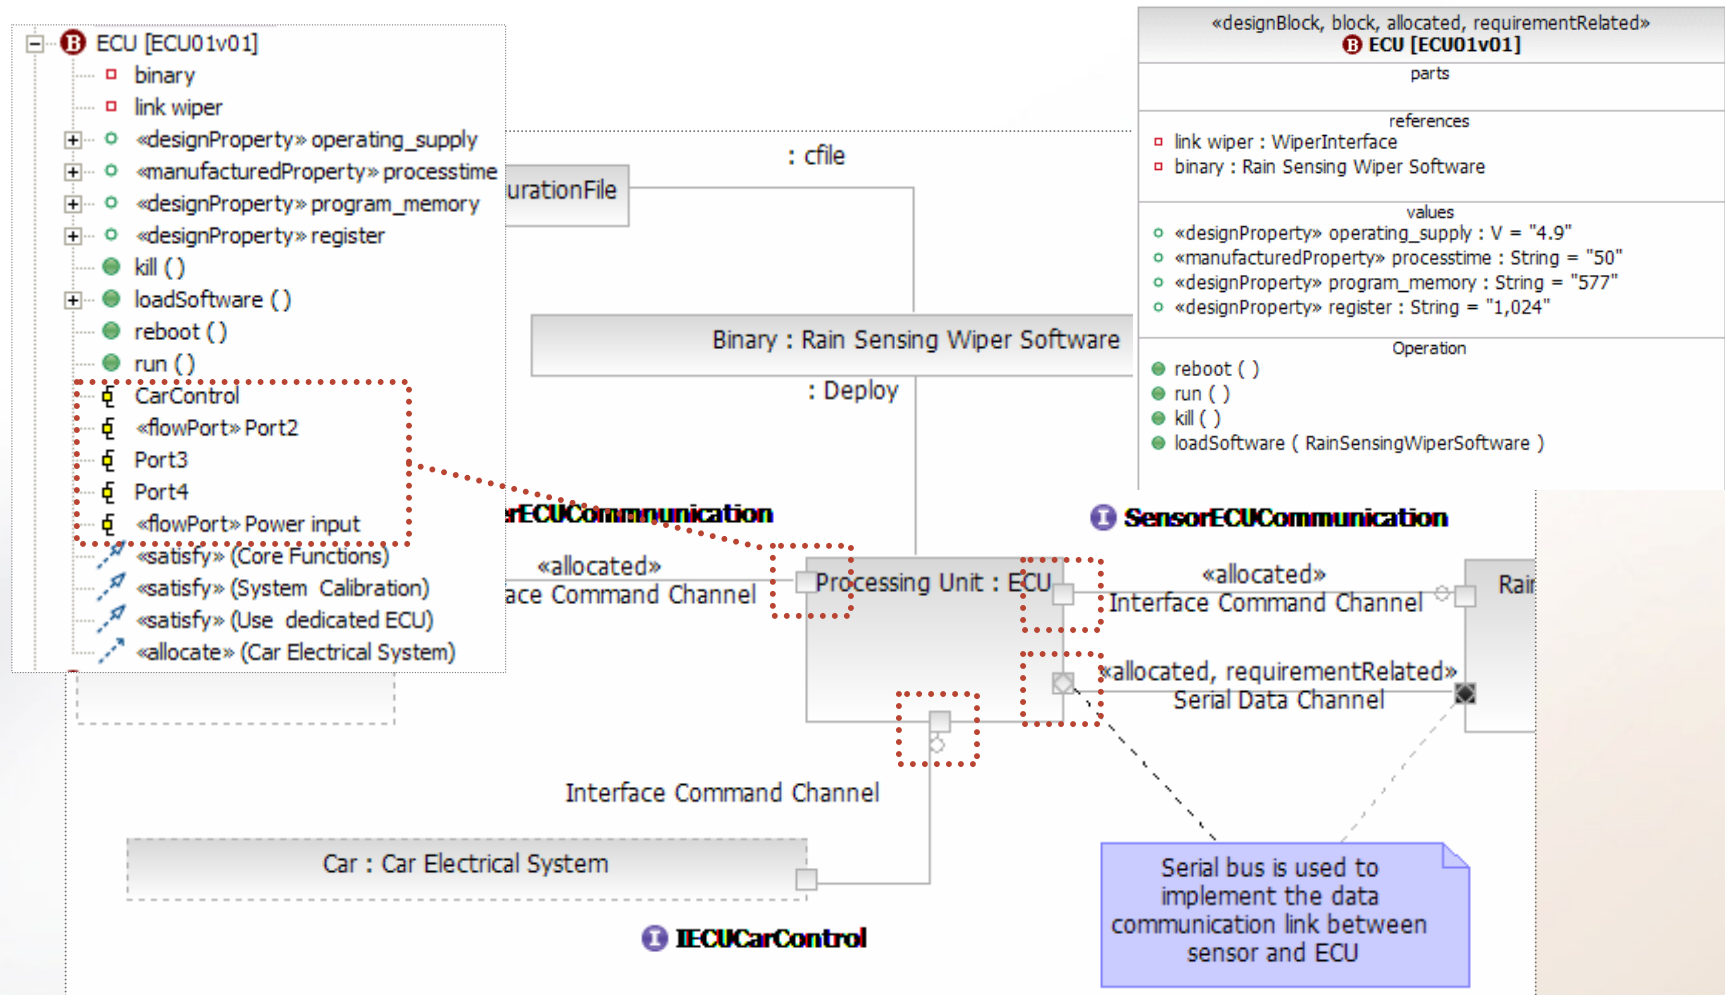 ECU [ECU01v01]
binary
link wiper
«designProperty» operating_supply
«manufacturedProperty» processtime
«designProperty» program_memory
«designProperty» register
kill ( )
loadSoftware ( )
reboot ( )
run ( )
CarControl
«flowPort» Port2
Port3
Port4
«flowPort» Power input
«satisfy» (Core Functions)
«satisfy» (System Calibration)
«satisfy» (Use dedicated ECU)
«allocate» (Car Electrical System)
«designBlock, block, allocated, requirementRelated»
B ECU [ECU01v01]
parts
references
link wiper : WiperInterface
binary : Rain Sensing Wiper Software
values
«designProperty» operating_supply : V = "4.9"
«manufacturedProperty» processtime : String = "50"
«designProperty» program_memory : String = "577"
«designProperty» register : String = "1,024"
Operation
reboot ( )
run ( )
kill ( )
loadSoftware ( RainSensingWiperSoftware )
: cfile
urationFile
Binary : Rain Sensing Wiper Software
: Deploy
erECUCommunication
I SensorECUCommunication
«allocated»
ace Command Channel
Processing Unit : ECU
«allocated»
Interface Command Channel
Rain
«allocated, requirementRelated»
Serial Data Channel
Interface Command Channel
Car : Car Electrical System
I IECUCarControl
Serial bus is used to
implement the data
communication link between
sensor and ECU